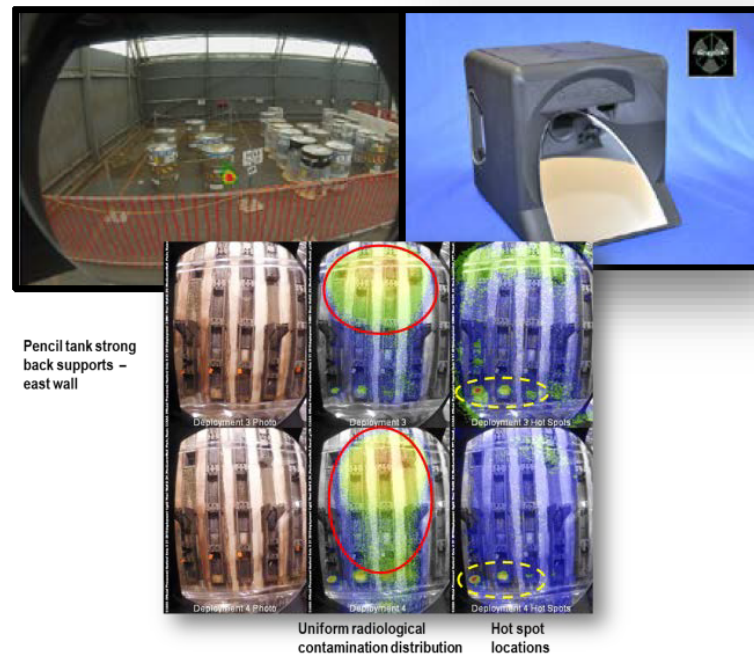 Pencil tank strong
back supports –
east wall
Deployment 3 Photo
Deployment 3
Deployment 3 Hot Spots
Deployment 4 Photo
Deployment 4
Deployment 4 Hot Spots
Uniform radiological
contamination distribution
Hot spot
locations